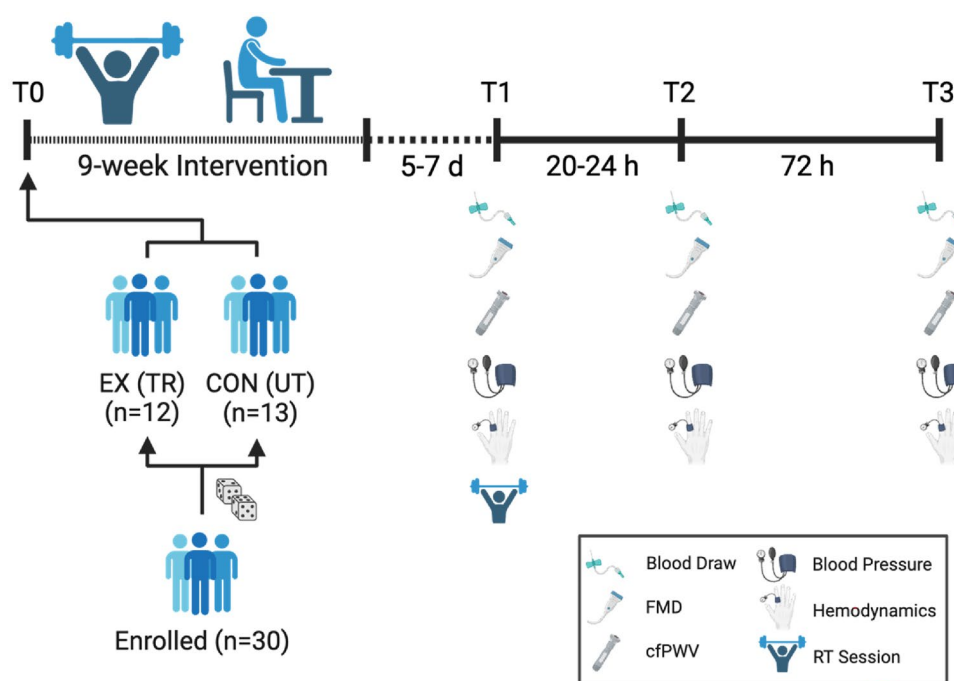 T0
T1
T2
T3
9-week Intervention
5-7 d
20-24 h
72 h
EX (TR)
(n=12)
CON (UT)
(n=13)
Enrolled (n=30)
Blood Draw
Blood Pressure
FMD
Hemodynamics
cfPWV
RT Session